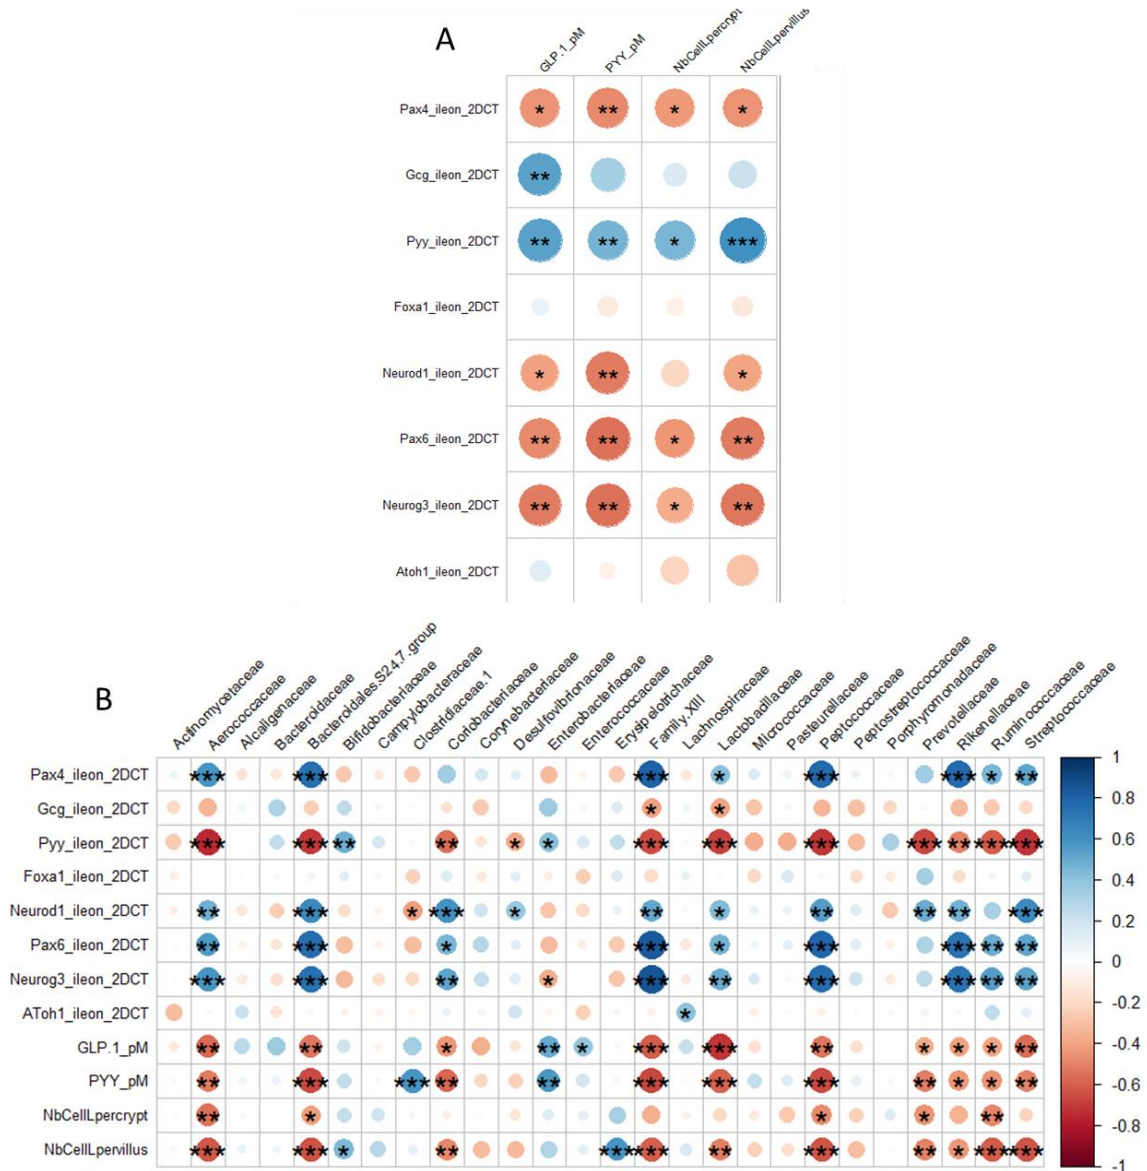 A
GLP.1_pM
PYY_pM
NbCellLpercrypt
NbCellLpervillus
Pax4_ileon_2DCT * ** * *
Gcg_ileon_2DCT **
Pyy_ileon_2DCT ** ** * ***
Foxa1_ileon_2DCT
Neurod1_ileon_2DCT * ** *
Pax6_ileon_2DCT ** ** * **
Neurog3_ileon_2DCT ** ** * **
Atoh1_ileon_2DCT
B
Actinomycetaceae
Aerococcaceae
Alcaligenaceae
Bacteroidaceae
Bacteroidales.S24.7.group
Bifidobacteriaceae
Campylobacteraceae
Clostridiaceae.1
Coriobacteriaceae
Corynebacteriaceae
Desulfovibrionaceae
Enterobacteriaceae
Enterococcaceae
Erysipelotrichaceae
Family.XIII
Lachnospiraceae
Lactobacillaceae
Micrococcaceae
Pasteurellaceae
Peptococcaceae
Peptostreptococcaceae
Porphyromonadaceae
Prevotellaceae
Rikenellaceae
Ruminococcaceae
Streptococcaceae
Pax4_ileon_2DCT *** *** *** * *** *** * **
Gcg_ileon_2DCT * *
Pyy_ileon_2DCT *** *** ** ** * * *** *** *** *** ** *** ***
Foxa1_ileon_2DCT
Neurod1_ileon_2DCT ** *** * *** * ** * ** ** ** ***
Pax6_ileon_2DCT ** *** * *** * *** *** ** **
Neurog3_ileon_2DCT *** *** ** * *** ** *** *** ** **
AToh1_ileon_2DCT *
GLP.1_pM ** ** * ** * *** *** ** * * * **
PYY_pM ** *** *** ** ** *** *** *** ** * * **
NbCellLpercrypt ** * * * **
NbCellLpervillus *** *** * ** *** *** ** *** ** * *** ***
1
0.8
0.6
0.4
0.2
0
-0.2
-0.4
-0.6
-0.8
-1